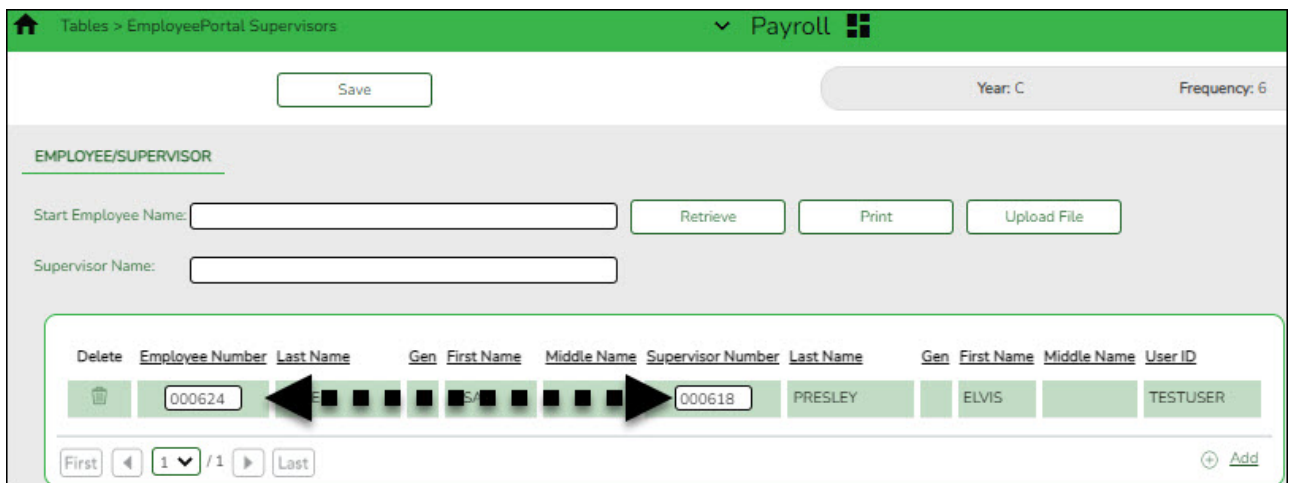 Tables > EmployeePortal Supervisors Payroll
Save Year: C Frequency: 6
EMPLOYEE/SUPERVISOR
Start Employee Name: Retrieve Print Upload File
Supervisor Name:
Delete Employee Number Last Name Gen First Name Middle Name Supervisor Number Last Name Gen First Name Middle Name User ID
000624 000618 PRESLEY ELVIS TESTUSER
First 1 / 1 Last Add